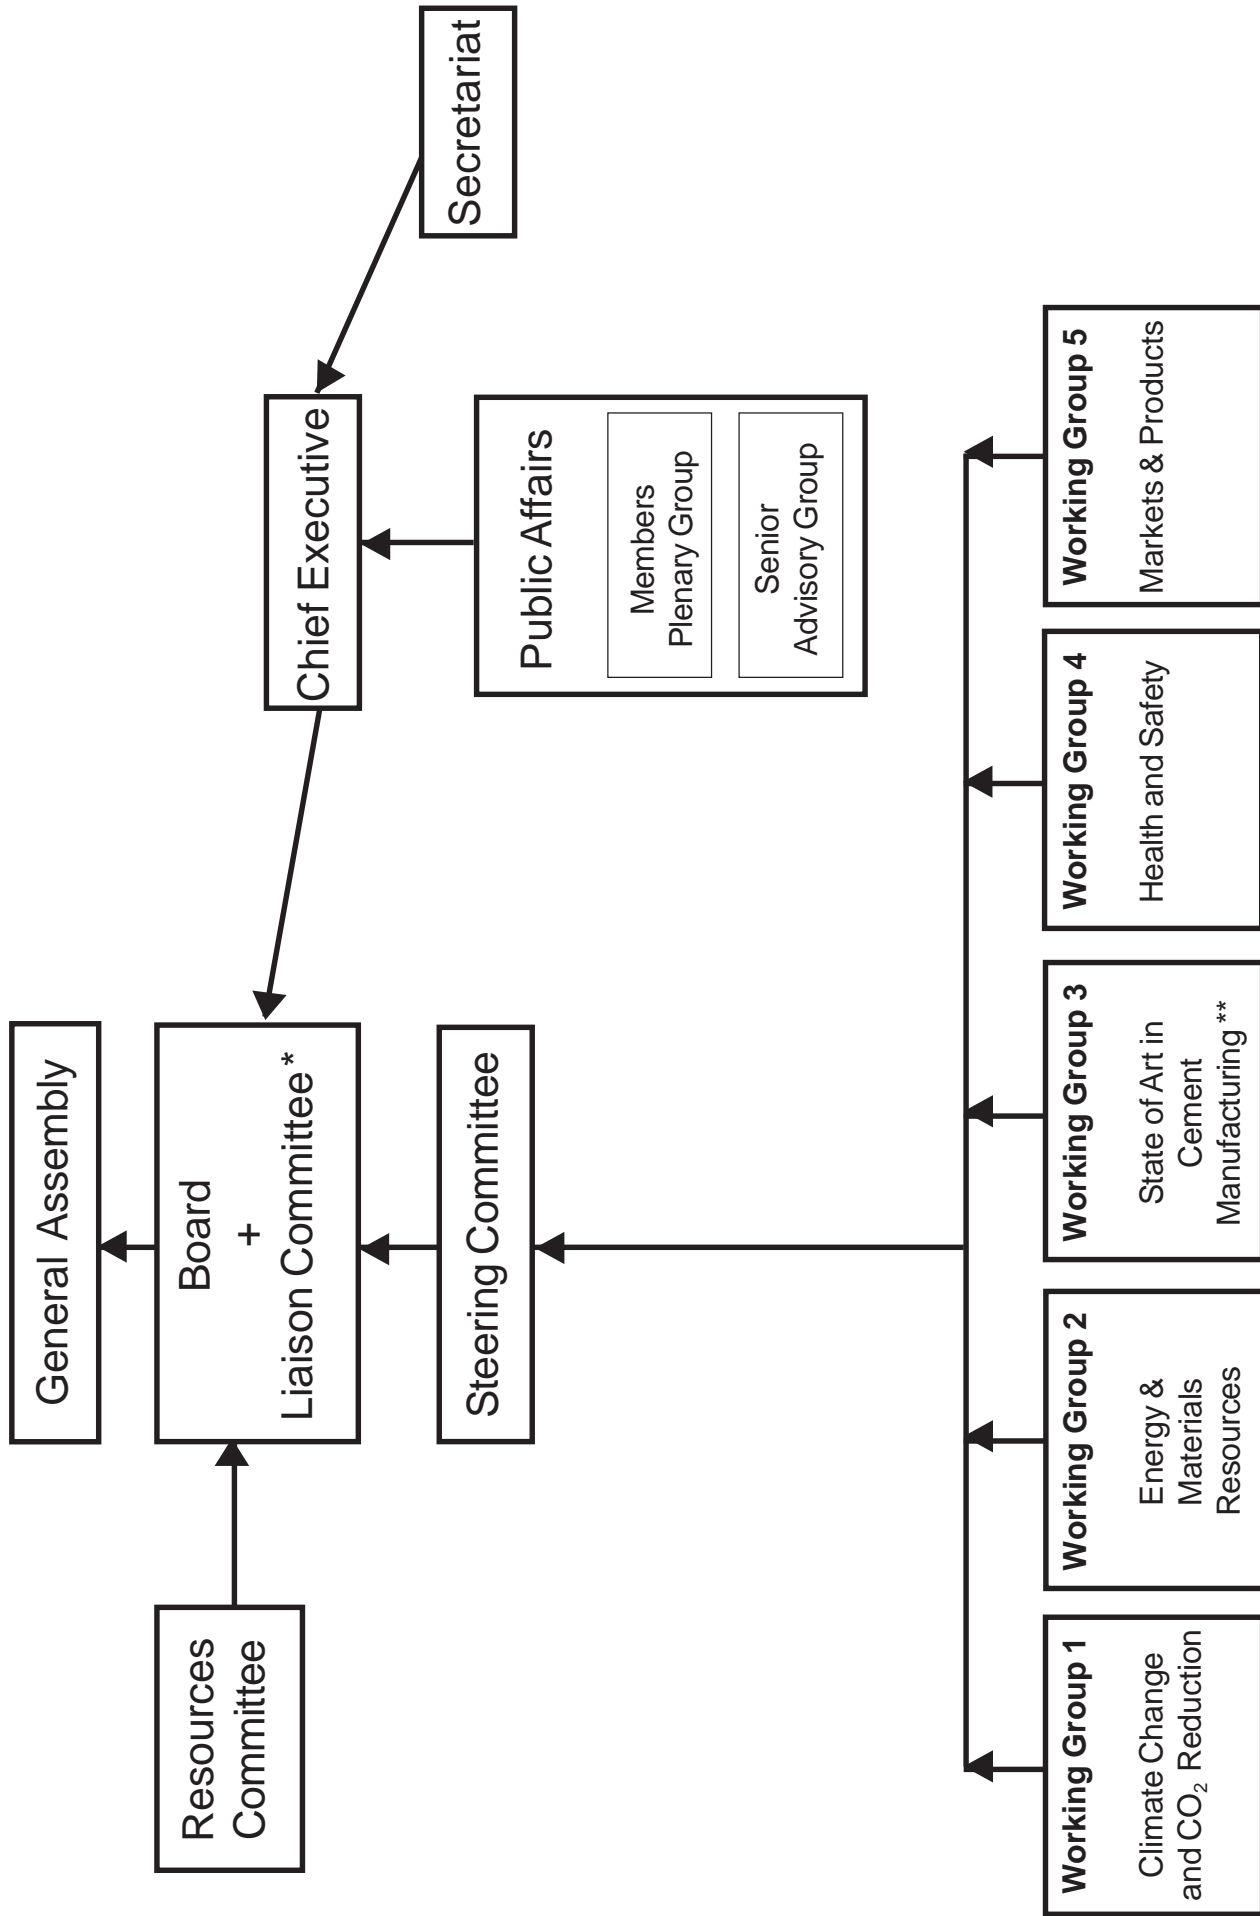 General Assembly
Resources
Committee
Board
+
Liaison Committee*
Chief Executive
Secretariat
Steering Committee
Public Affairs
Members
Plenary Group
Senior
Advisory Group
Working Group 1
Climate Change
and CO₂ Reduction
Working Group 2
Energy &
Materials
Resources
Working Group 3
State of Art in
Cement
Manufacturing **
Working Group 4
Health and Safety
Working Group 5
Markets & Products